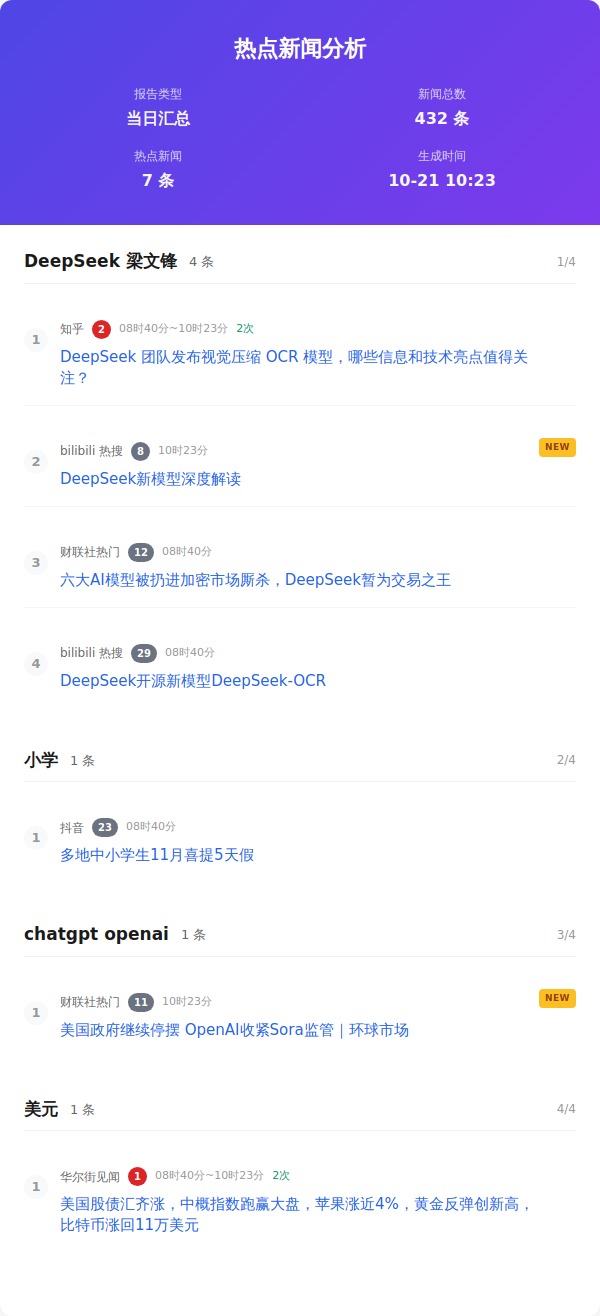 热点新闻分析
报告类型
新闻总数
当日汇总
432 条
热点新闻
生成时间
7 条
10-21 10:23
DeepSeek 梁文锋 4 条 1/4
1
知乎 2 08时40分~10时23分 2次
DeepSeek 团队发布视觉压缩 OCR 模型，哪些信息和技术亮点值得关
注？
2
bilibili 热搜 8 10时23分 NEW
DeepSeek新模型深度解读
3
财联社热门 12 08时40分
六大AI模型被扔进加密市场厮杀，DeepSeek暂为交易之王
4
bilibili 热搜 29 08时40分
DeepSeek开源新模型DeepSeek-OCR
小学 1 条 2/4
1
抖音 23 08时40分
多地中小学生11月喜提5天假
chatgpt openai 1 条 3/4
1
财联社热门 11 10时23分 NEW
美国政府继续停摆 OpenAI收紧Sora监管｜环球市场
美元 1 条 4/4
1
华尔街见闻 1 08时40分~10时23分 2次
美国股债汇齐涨，中概指数跑赢大盘，苹果涨近4%，黄金反弹创新高，
比特币涨回11万美元